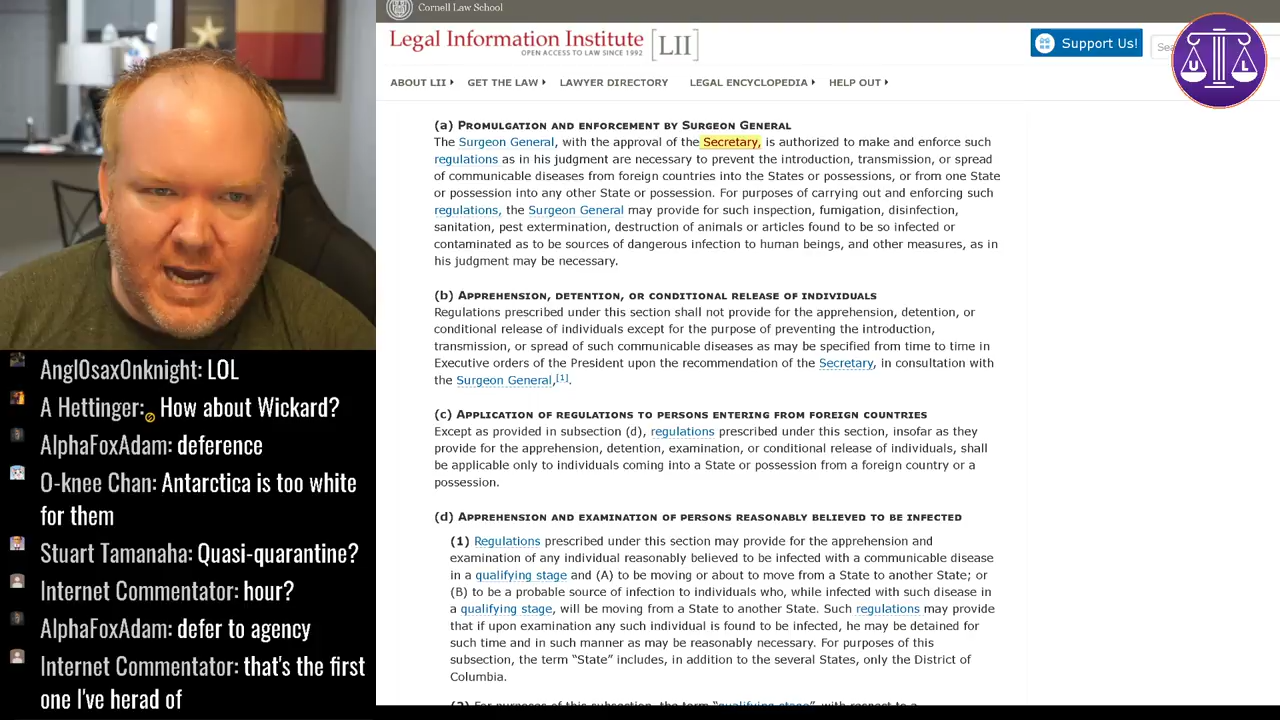 Cornell Law School
Legal Information Institute [LII]
OPEN ACCESS TO LAW SINCE 1992
Support Us!
Sea
U L
ABOUT LII GET THE LAW LAWYER DIRECTORY LEGAL ENCYCLOPEDIA HELP OUT
(a) Promulgation and enforcement by Surgeon General
The Surgeon General, with the approval of the Secretary, is authorized to make and enforce such
regulations as in his judgment are necessary to prevent the introduction, transmission, or spread
of communicable diseases from foreign countries into the States or possessions, or from one State
or possession into any other State or possession. For purposes of carrying out and enforcing such
regulations, the Surgeon General may provide for such inspection, fumigation, disinfection,
sanitation, pest extermination, destruction of animals or articles found to be so infected or
contaminated as to be sources of dangerous infection to human beings, and other measures, as in
his judgment may be necessary.
(b) Apprehension, detention, or conditional release of individuals
Regulations prescribed under this section shall not provide for the apprehension, detention, or
conditional release of individuals except for the purpose of preventing the introduction,
transmission, or spread of such communicable diseases as may be specified from time to time in
Executive orders of the President upon the recommendation of the Secretary, in consultation with
the Surgeon General,[1].
(c) Application of regulations to persons entering from foreign countries
Except as provided in subsection (d), regulations prescribed under this section, insofar as they
provide for the apprehension, detention, examination, or conditional release of individuals, shall
be applicable only to individuals coming into a State or possession from a foreign country or a
possession.
(d) Apprehension and examination of persons reasonably believed to be infected
(1) Regulations prescribed under this section may provide for the apprehension and
examination of any individual reasonably believed to be infected with a communicable disease
in a qualifying stage and (A) to be moving or about to move from a State to another State; or
(B) to be a probable source of infection to individuals who, while infected with such disease in
a qualifying stage, will be moving from a State to another State. Such regulations may provide
that if upon examination any such individual is found to be infected, he may be detained for
such time and in such manner as may be reasonably necessary. For purposes of this
subsection, the term “State” includes, in addition to the several States, only the District of
Columbia.
(2) For purposes of this subsection, the term “qualifying stage”, with respect to a
AnglOsaxOnknight: LOL
A Hettinger: How about Wickard?
AlphaFoxAdam: deference
O-knee Chan: Antarctica is too white
for them
Stuart Tamanaha: Quasi-quarantine?
Internet Commentator: hour?
AlphaFoxAdam: defer to agency
Internet Commentator: that's the first
one I've herad of